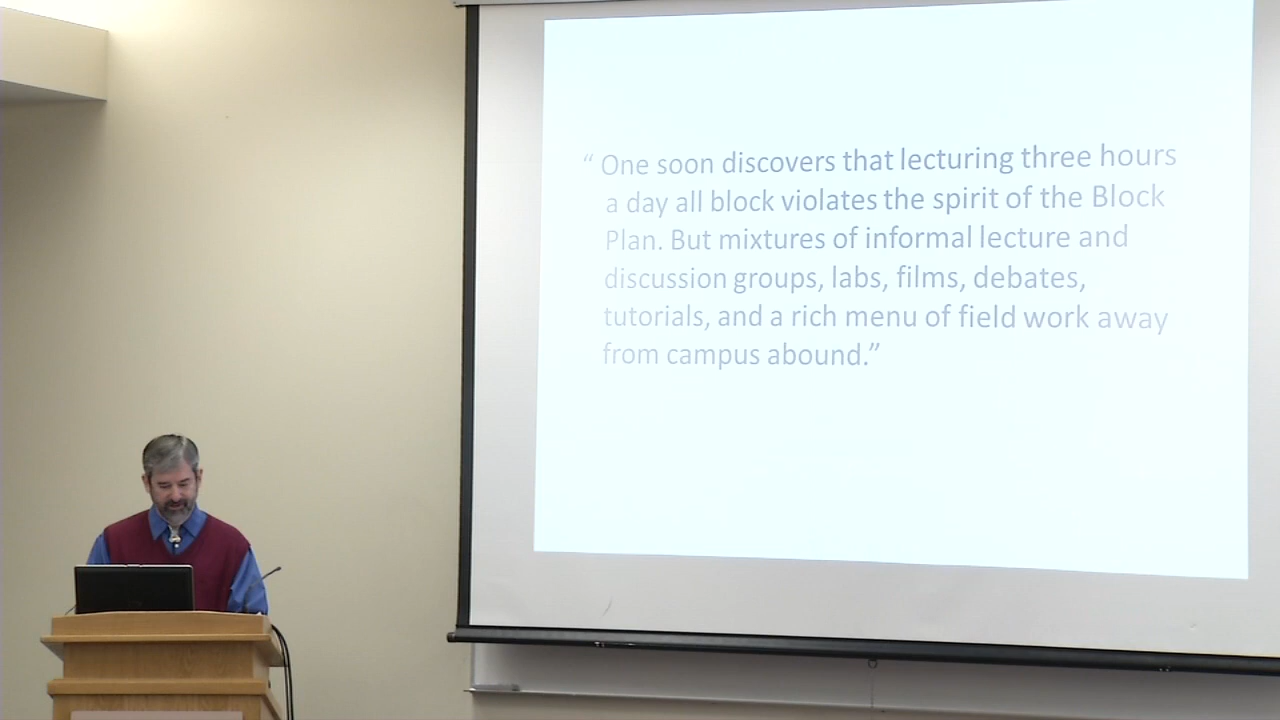 “ One soon discovers that lecturing three hours
a day all block violates the spirit of the Block
Plan. But mixtures of informal lecture and
discussion groups, labs, films, debates,
tutorials, and a rich menu of field work away
from campus abound.”